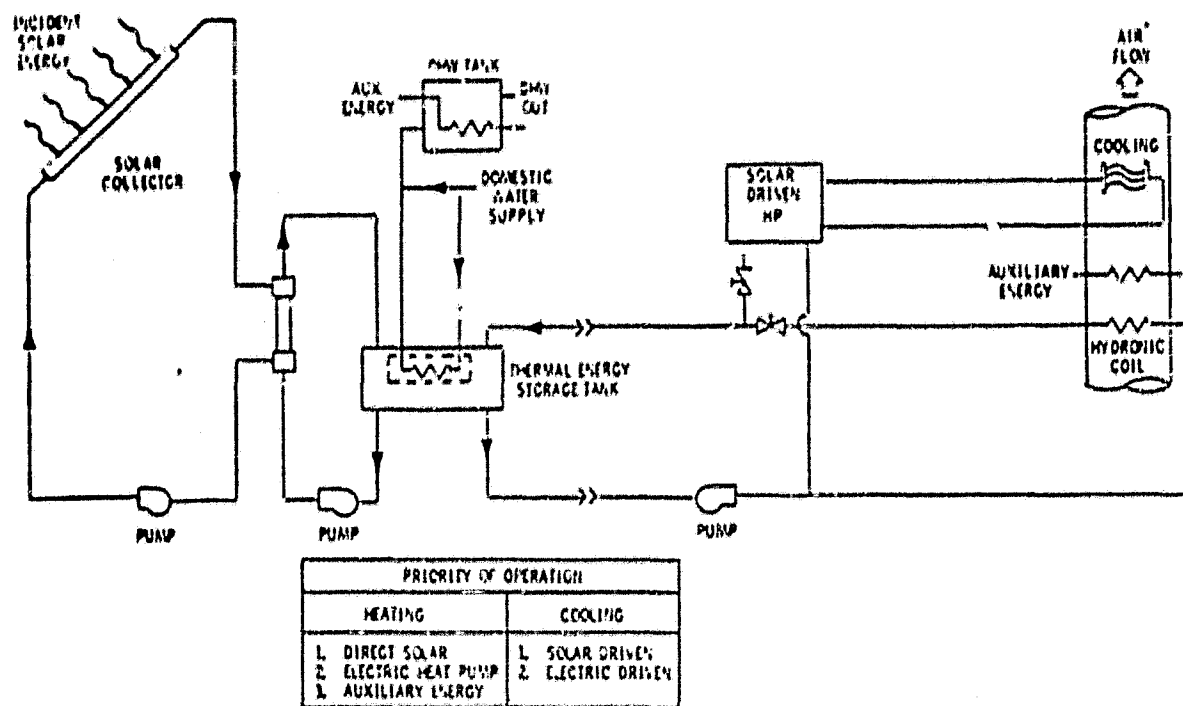 INCIDENT
SOLAR
ENERGY
SOLAR
COLLECTOR
DHW TANK
AUX.
ENERGY
DHW
OUT
DOMESTIC
WATER
SUPPLY
THERMAL ENERGY
STORAGE TANK
SOLAR
DRIVEN
HP
AIR
FLOW
COOLING
AUXILIARY
ENERGY
HYDRONIC
COIL
PUMP
PUMP
PUMP
PRIORITY OF OPERATION
HEATING
COOLING
1. DIRECT SOLAR
2. ELECTRIC HEAT PUMP
3. AUXILIARY ENERGY
1. SOLAR DRIVEN
2. ELECTRIC DRIVEN